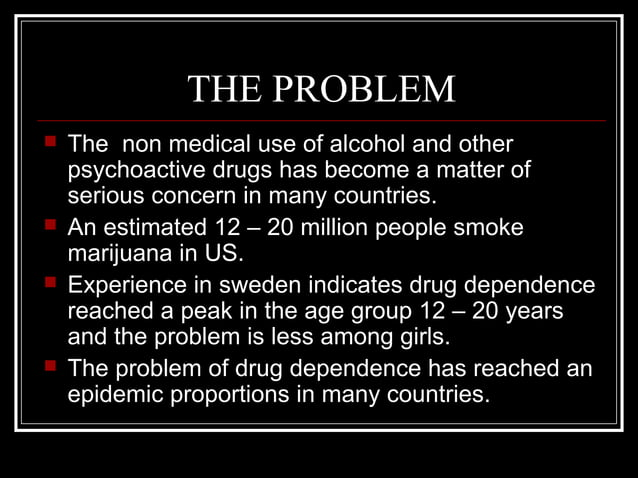 THE PROBLEM
The  non medical use of alcohol and other
psychoactive drugs has become a matter of
serious concern in many countries.
An estimated 12 – 20 million people smoke
marijuana in US.
Experience in sweden indicates drug dependence
reached a peak in the age group 12 – 20 years
and the problem is less among girls.
The problem of drug dependence has reached an
epidemic proportions in many countries.